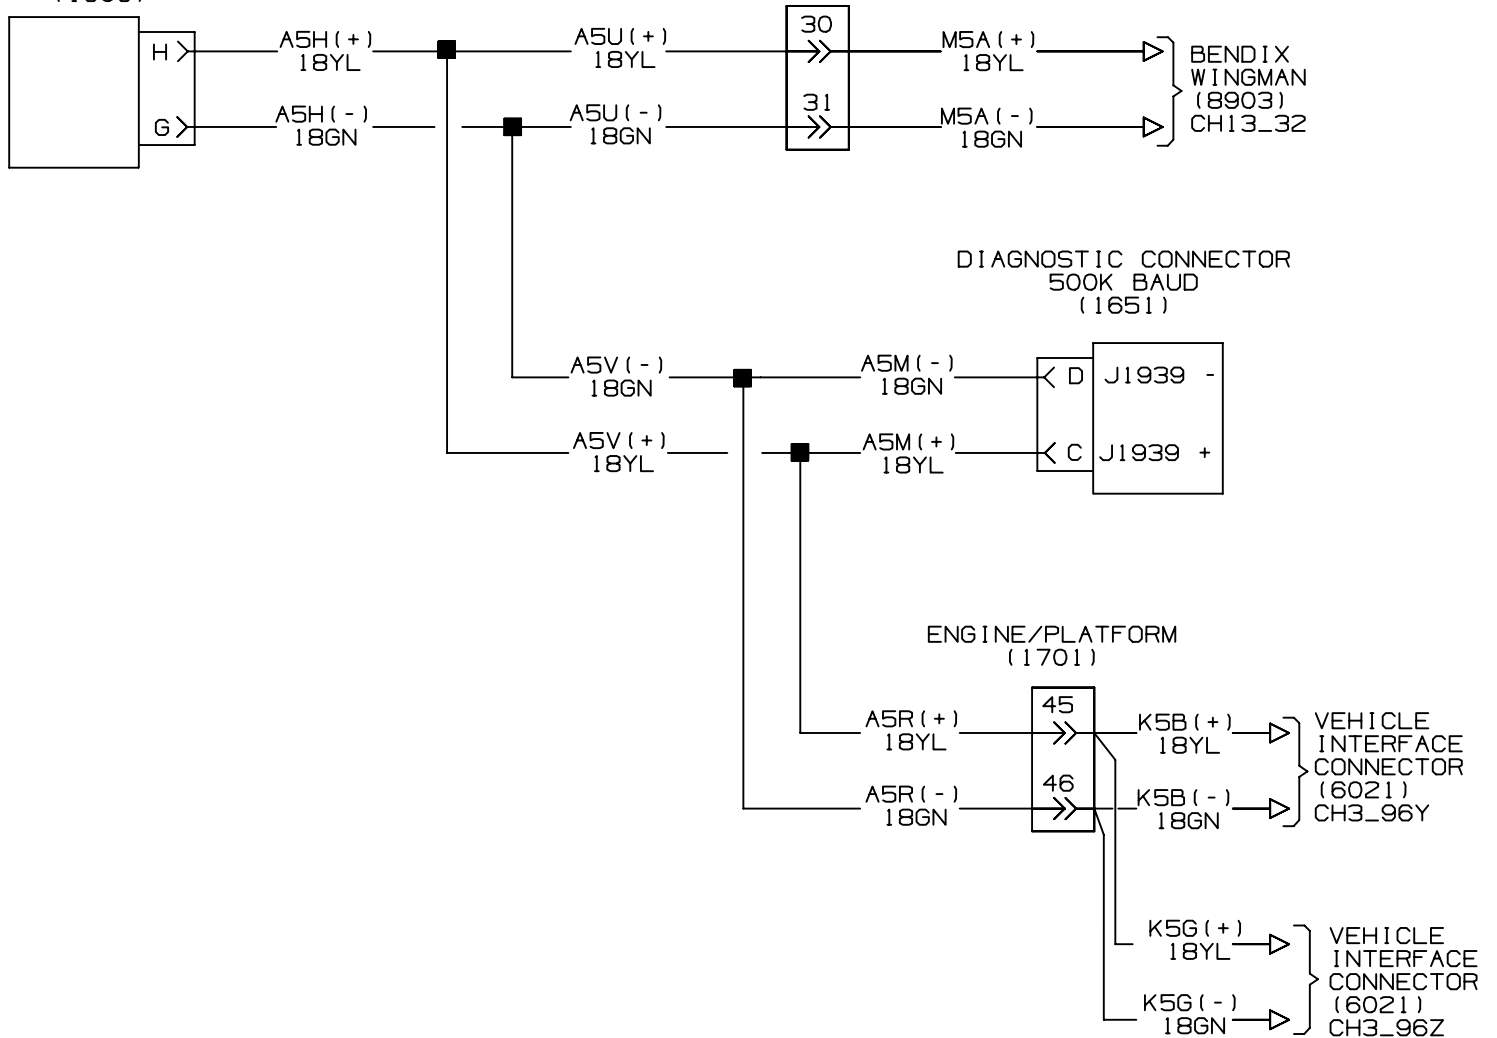 H
A5H(+)
18YL
A5U(+)
18YL
30
M5A(+)
18YL
G
A5H(-)
18GN
A5U(-)
18GN
31
M5A(-)
18GN
BENDIX
WINGMAN
(8903)
CH13_32
DIAGNOSTIC CONNECTOR
500K BAUD
(1651)
A5V(-)
18GN
A5M(-)
18GN
D J1939 -
A5V(+)
18YL
A5M(+)
18YL
C J1939 +
ENGINE/PLATFORM
(1701)
A5R(+)
18YL
45
K5B(+)
18YL
A5R(-)
18GN
46
K5B(-)
18GN
VEHICLE
INTERFACE
CONNECTOR
(6021)
CH3_96Y
K5G(+)
18YL
K5G(-)
18GN
VEHICLE
INTERFACE
CONNECTOR
(6021)
CH3_96Z